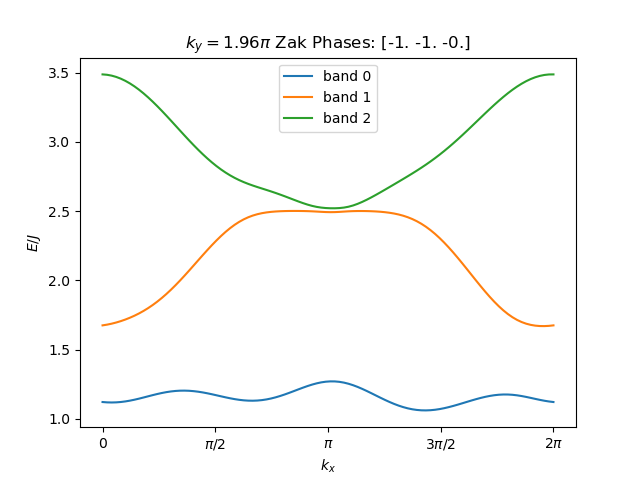 k_y = 1.96π Zak Phases: [-1. -1. -0.]
band 0
band 1
band 2
E/J
3.5
3.0
2.5
2.0
1.5
1.0
0 π/2 π 3π/2 2π
k_x